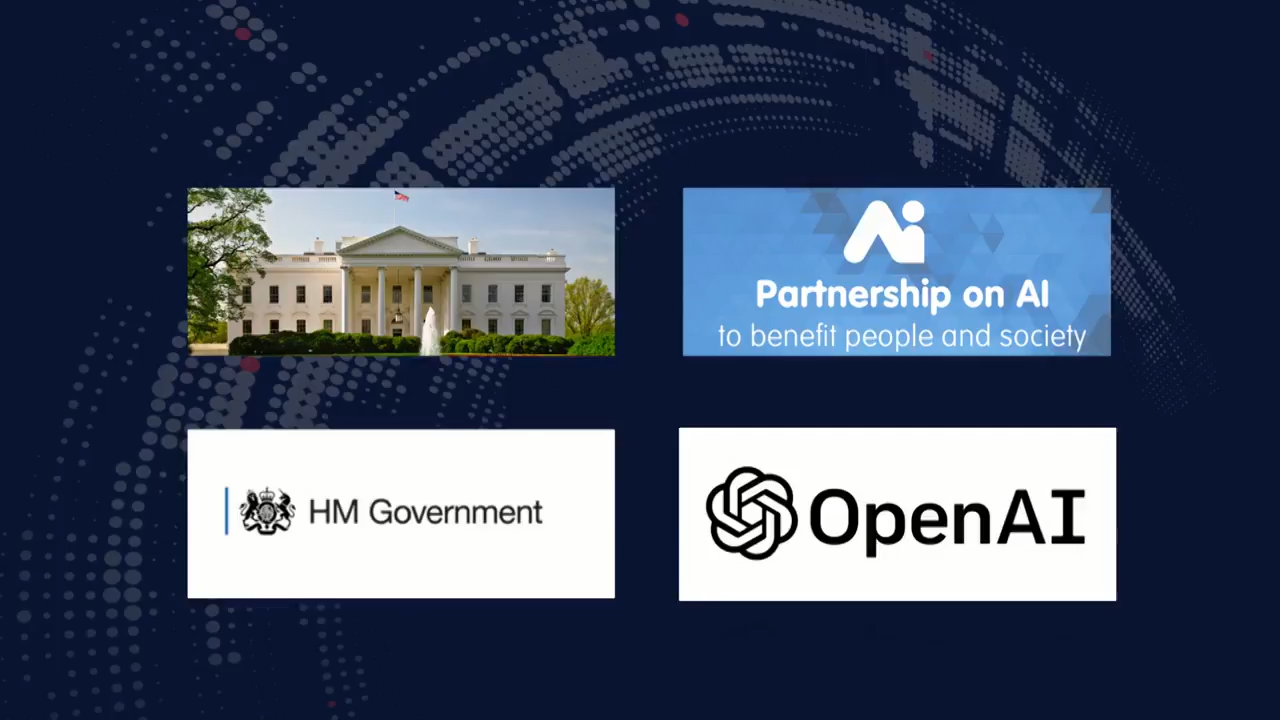 Partnership on AI
to benefit people and society
HM Government
OpenAI